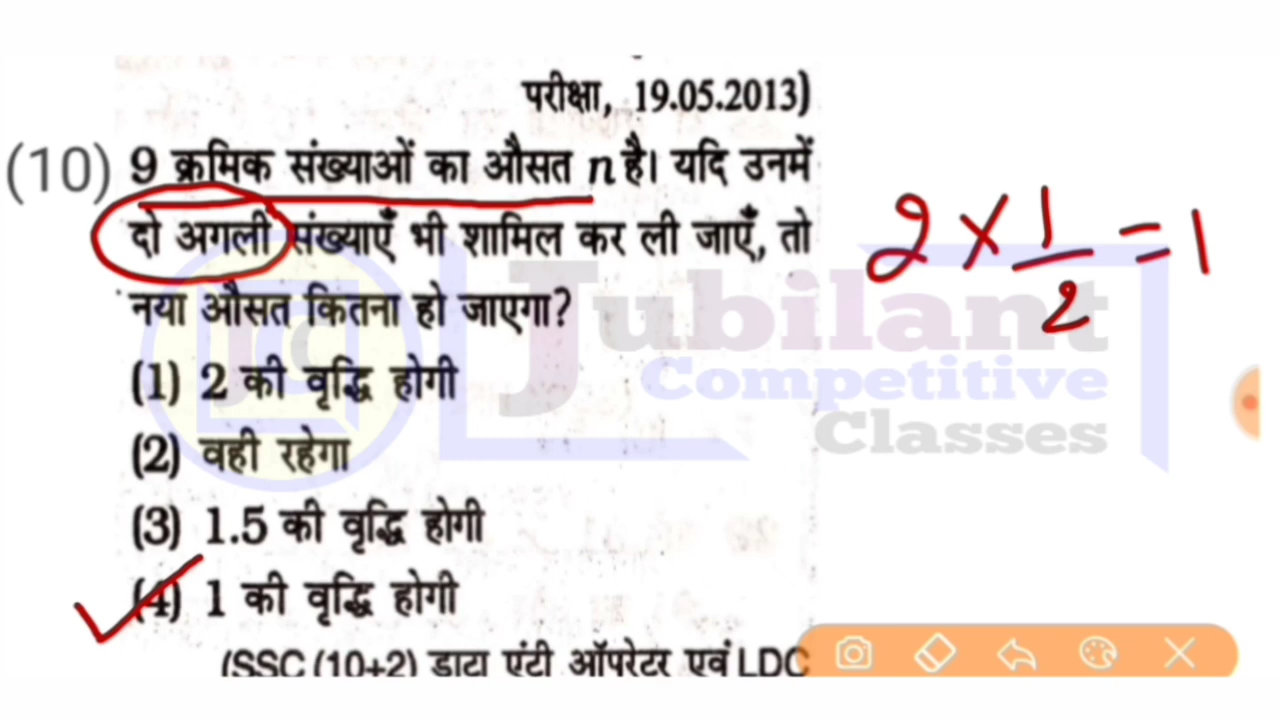 परीक्षा, 19.05.2013)
(10) 9 क्रमिक संख्याओं का औसत n है। यदि उनमें
दो अगली संख्याएँ भी शामिल कर ली जाएँ, तो
नया औसत कितना हो जाएगा?
(1) 2 की वृद्धि होगी
(2) वही रहेगा
(3) 1.5 की वृद्धि होगी
(4) 1 की वृद्धि होगी
(SSC (10+2) डाटा एंटी ऑपरेटर एवं LDC
2 × 1/2 = 1
JC
Jubilant
Competitive
Classes